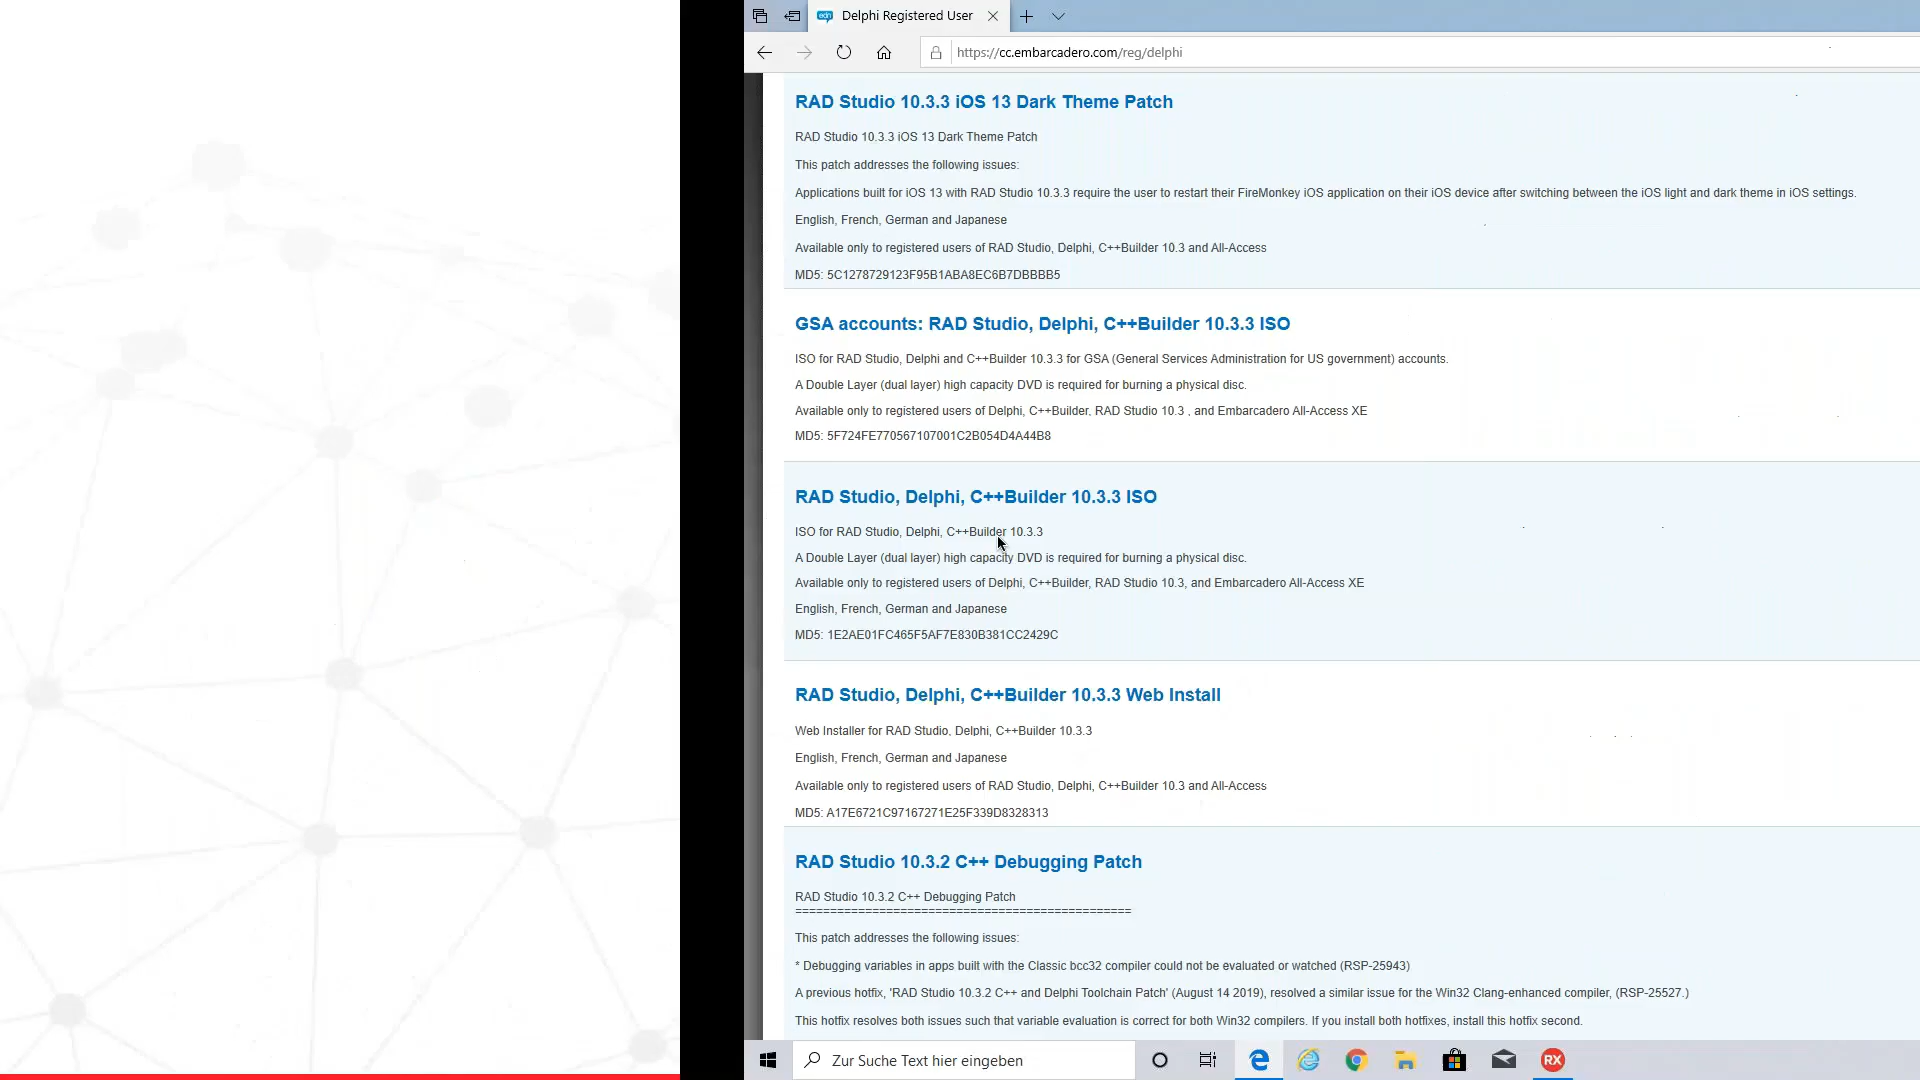 Delphi Registered User
https://cc.embarcadero.com/reg/delphi
RAD Studio 10.3.3 iOS 13 Dark Theme Patch
RAD Studio 10.3.3 iOS 13 Dark Theme Patch
This patch addresses the following issues:
Applications built for iOS 13 with RAD Studio 10.3.3 require the user to restart their FireMonkey iOS application on their iOS device after switching between the iOS light and dark theme in iOS settings.
English, French, German and Japanese
Available only to registered users of RAD Studio, Delphi, C++Builder 10.3 and All-Access
MD5: 5C1278729123F95B1ABA8EC6B7DBBBB5
GSA accounts: RAD Studio, Delphi, C++Builder 10.3.3 ISO
ISO for RAD Studio, Delphi and C++Builder 10.3.3 for GSA (General Services Administration for US government) accounts.
A Double Layer (dual layer) high capacity DVD is required for burning a physical disc.
Available only to registered users of Delphi, C++Builder, RAD Studio 10.3 , and Embarcadero All-Access XE
MD5: 5F724FE770567107001C2B054D4A44B8
RAD Studio, Delphi, C++Builder 10.3.3 ISO
ISO for RAD Studio, Delphi, C++Builder 10.3.3
A Double Layer (dual layer) high capacity DVD is required for burning a physical disc.
Available only to registered users of Delphi, C++Builder, RAD Studio 10.3, and Embarcadero All-Access XE
English, French, German and Japanese
MD5: 1E2AE01FC465F5AF7E830B381CC2429C
RAD Studio, Delphi, C++Builder 10.3.3 Web Install
Web Installer for RAD Studio, Delphi, C++Builder 10.3.3
English, French, German and Japanese
Available only to registered users of RAD Studio, Delphi, C++Builder 10.3 and All-Access
MD5: A17E6721C97167271E25F339D8328313
RAD Studio 10.3.2 C++ Debugging Patch
RAD Studio 10.3.2 C++ Debugging Patch
================================================
This patch addresses the following issues:
* Debugging variables in apps built with the Classic bcc32 compiler could not be evaluated or watched (RSP-25943)
A previous hotfix, 'RAD Studio 10.3.2 C++ and Delphi Toolchain Patch' (August 14 2019), resolved a similar issue for the Win32 Clang-enhanced compiler, (RSP-25527.)
This hotfix resolves both issues such that variable evaluation is correct for both Win32 compilers. If you install both hotfixes, install this hotfix second.
Zur Suche Text hier eingeben
RX